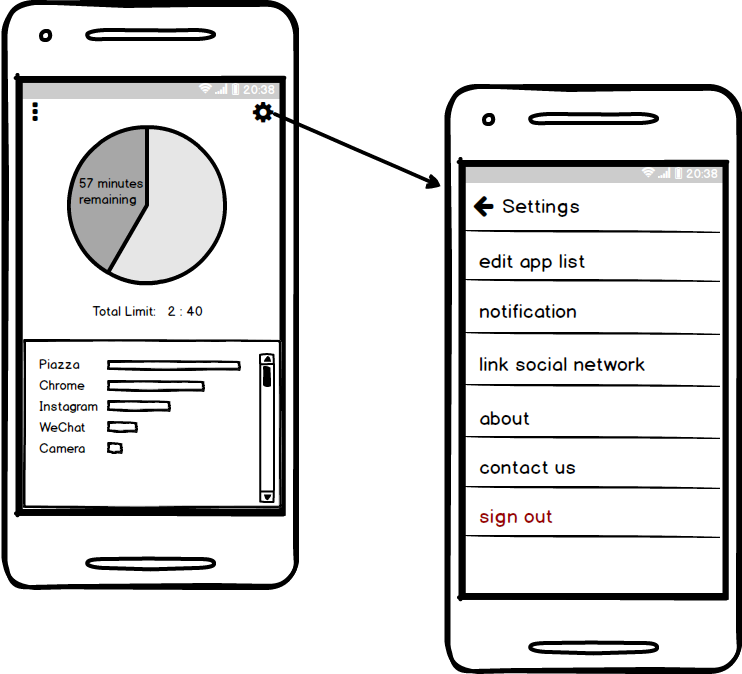 20:38
57 minutes
remaining
Total Limit: 2 : 40
Piazza
Chrome
Instagram
WeChat
Camera
20:38
Settings
edit app list
notification
link social network
about
contact us
sign out